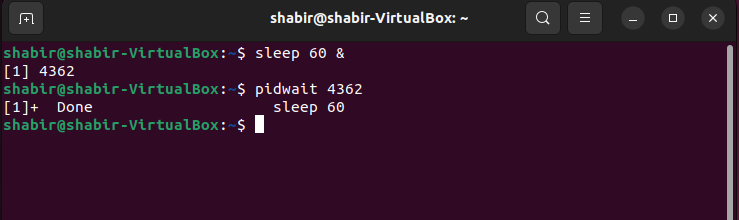 shabir@shabir-VirtualBox: ~
shabir@shabir-VirtualBox:~$ sleep 60 &
[1] 4362
shabir@shabir-VirtualBox:~$ pidwait 4362
[1]+  Done                    sleep 60
shabir@shabir-VirtualBox:~$